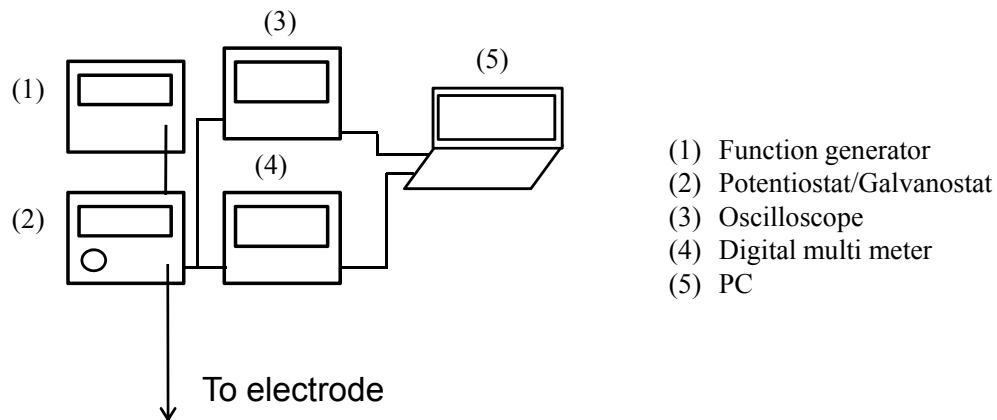 (3)
(5)
(1)
(4)
(2)
To electrode
(1) Function generator
(2) Potentiostat/Galvanostat
(3) Oscilloscope
(4) Digital multi meter
(5) PC